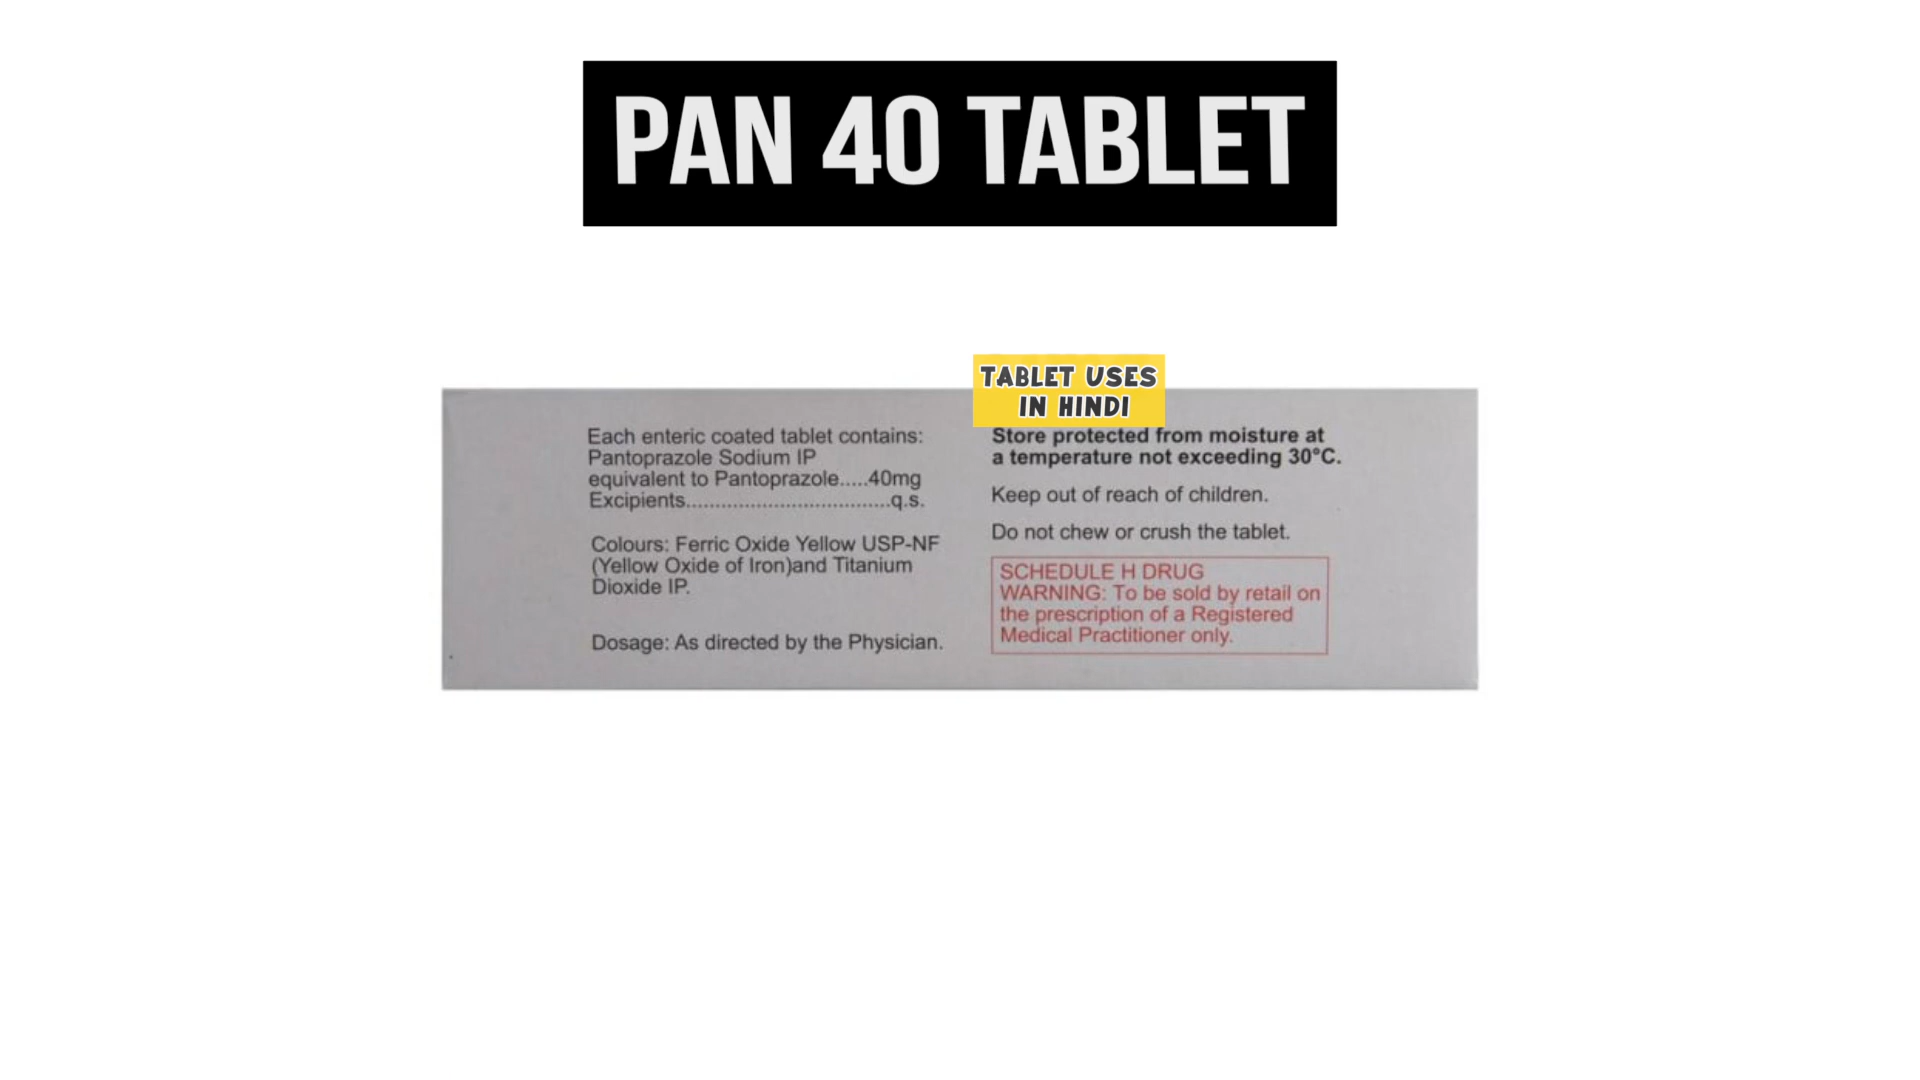 PAN 40 TABLET
TABLET USES
IN HINDI
Each enteric coated tablet contains:
Pantoprazole Sodium IP
equivalent to Pantoprazole.....40mg
Excipients...................................q.s.
Colours: Ferric Oxide Yellow USP-NF
(Yellow Oxide of Iron)and Titanium
Dioxide IP.
Dosage: As directed by the Physician.
Store protected from moisture at
a temperature not exceeding 30°C.
Keep out of reach of children.
Do not chew or crush the tablet.
SCHEDULE H DRUG
WARNING: To be sold by retail on
the prescription of a Registered
Medical Practitioner only.